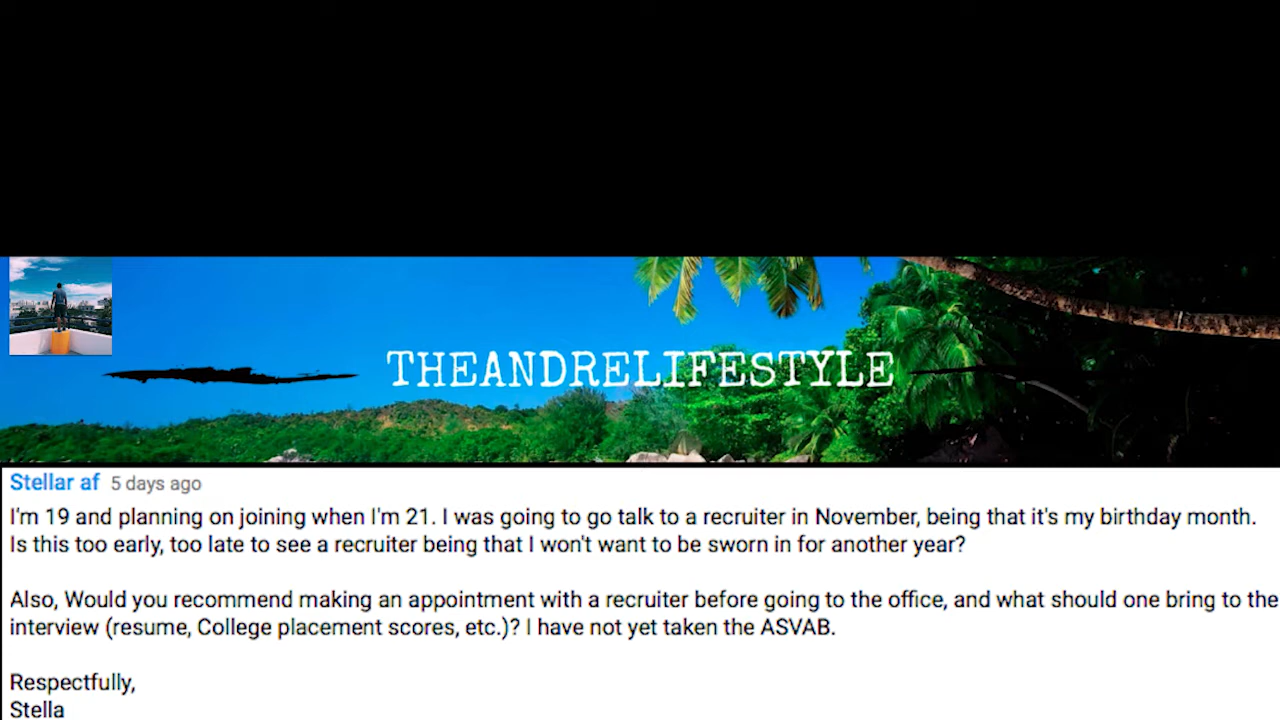 THEANDRELIFESTYLE
Stellar af 5 days ago
I'm 19 and planning on joining when I'm 21. I was going to go talk to a recruiter in November, being that it's my birthday month.
Is this too early, too late to see a recruiter being that I won't want to be sworn in for another year?
Also, Would you recommend making an appointment with a recruiter before going to the office, and what should one bring to the
interview (resume, College placement scores, etc.)? I have not yet taken the ASVAB.
Respectfully,
Stella